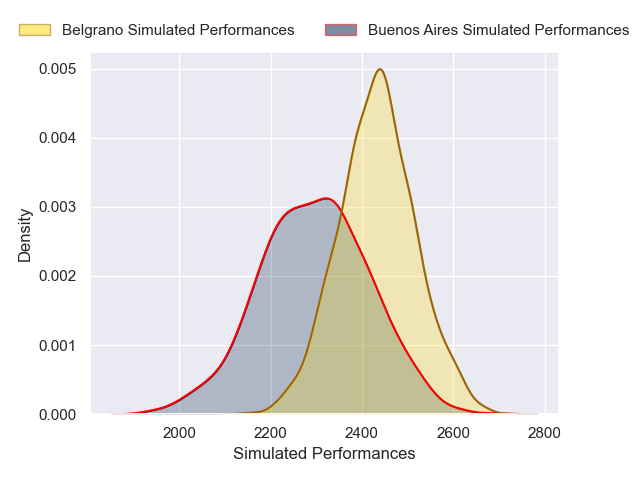 Belgrano Simulated Performances
Buenos Aires Simulated Performances
0.005
0.004
0.003
0.002
0.001
0.000
Density
2000
2200
2400
2600
2800
Simulated Performances